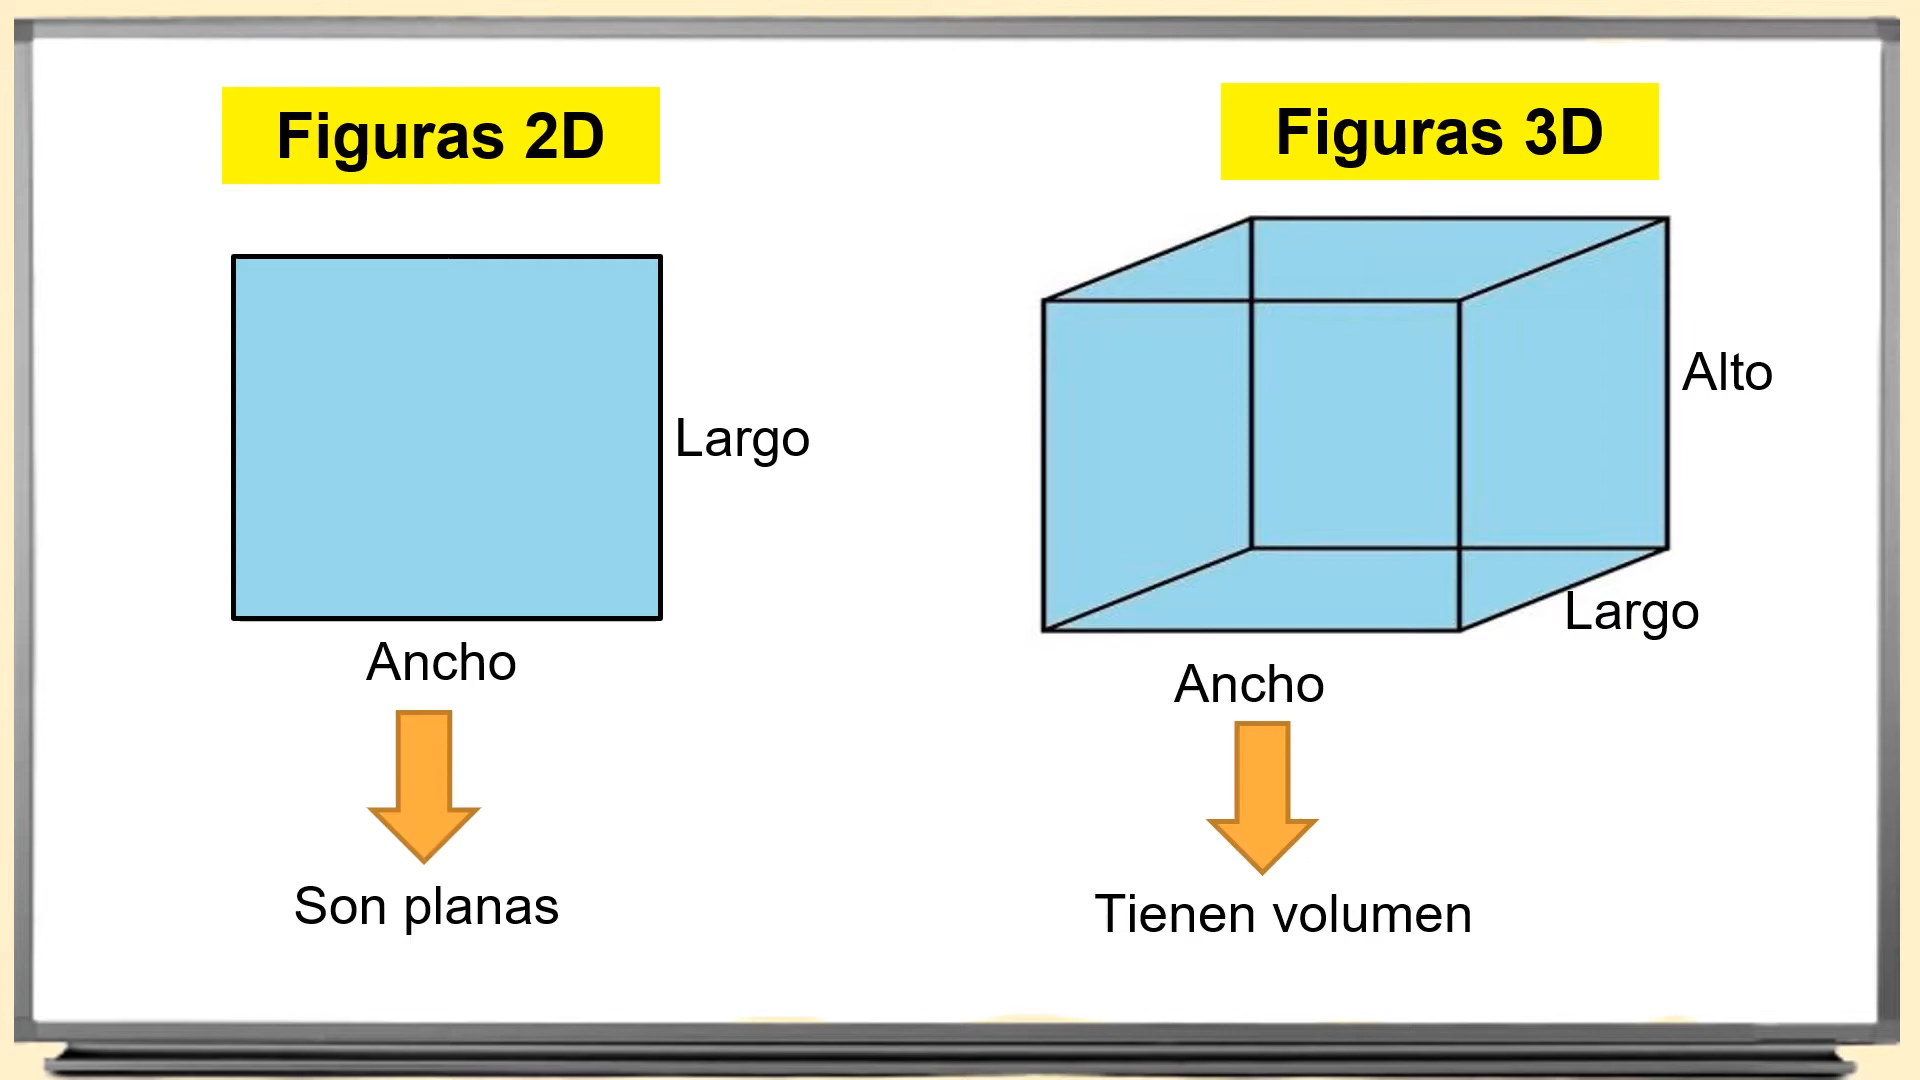 Figuras 2D
Largo
Ancho
Son planas
Figuras 3D
Alto
Largo
Ancho
Tienen volumen